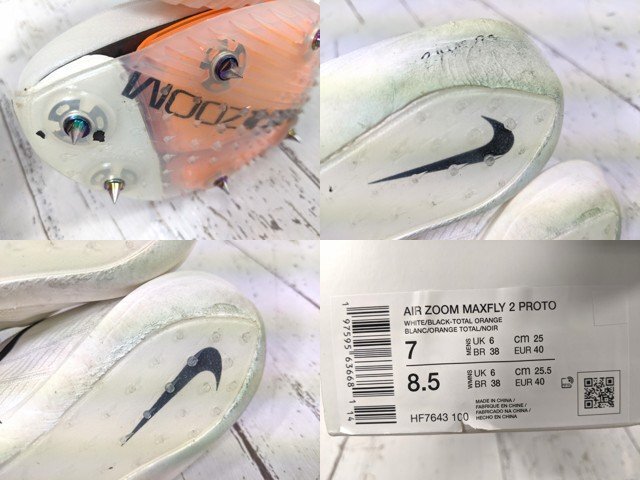 ZOOM
AIR ZOOM MAXFLY 2 PROTO
WHITE/BLACK-TOTAL ORANGE
BLANC/ORANGE TOTAL/NOIR
7 MENS UK 6 cm 25
BR 38 EUR 40
8.5 WMNS UK 6 cm 25.5
BR 38 EUR 40
MADE IN CHINA /
FABRIQUÉ EN CHINE /
FABRICADO NA CHINA /
HECHO EN CHINA
HF7643 100
1 97595 63668 1 14